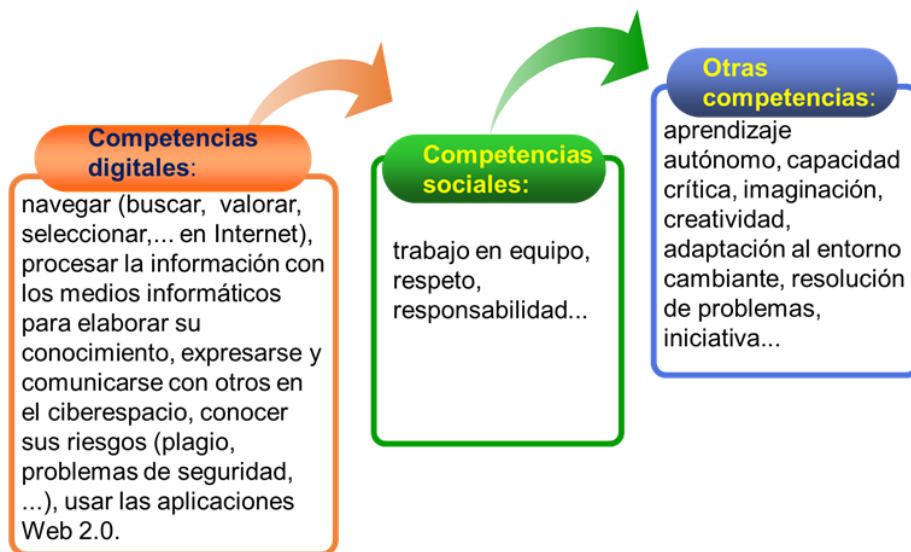 Competencias
digitales:
navegar (buscar, valorar,
seleccionar,... en Internet),
procesar la información con
los medios informáticos
para elaborar su
conocimiento, expresarse y
comunicarse con otros en
el ciberespacio, conocer
sus riesgos (plagio,
problemas de seguridad,
...), usar las aplicaciones
Web 2.0.
Competencias
sociales:
trabajo en equipo,
respeto,
responsabilidad...
Otras
competencias:
aprendizaje
autónomo, capacidad
crítica, imaginación,
creatividad,
adaptación al entorno
cambiante, resolución
de problemas,
iniciativa...